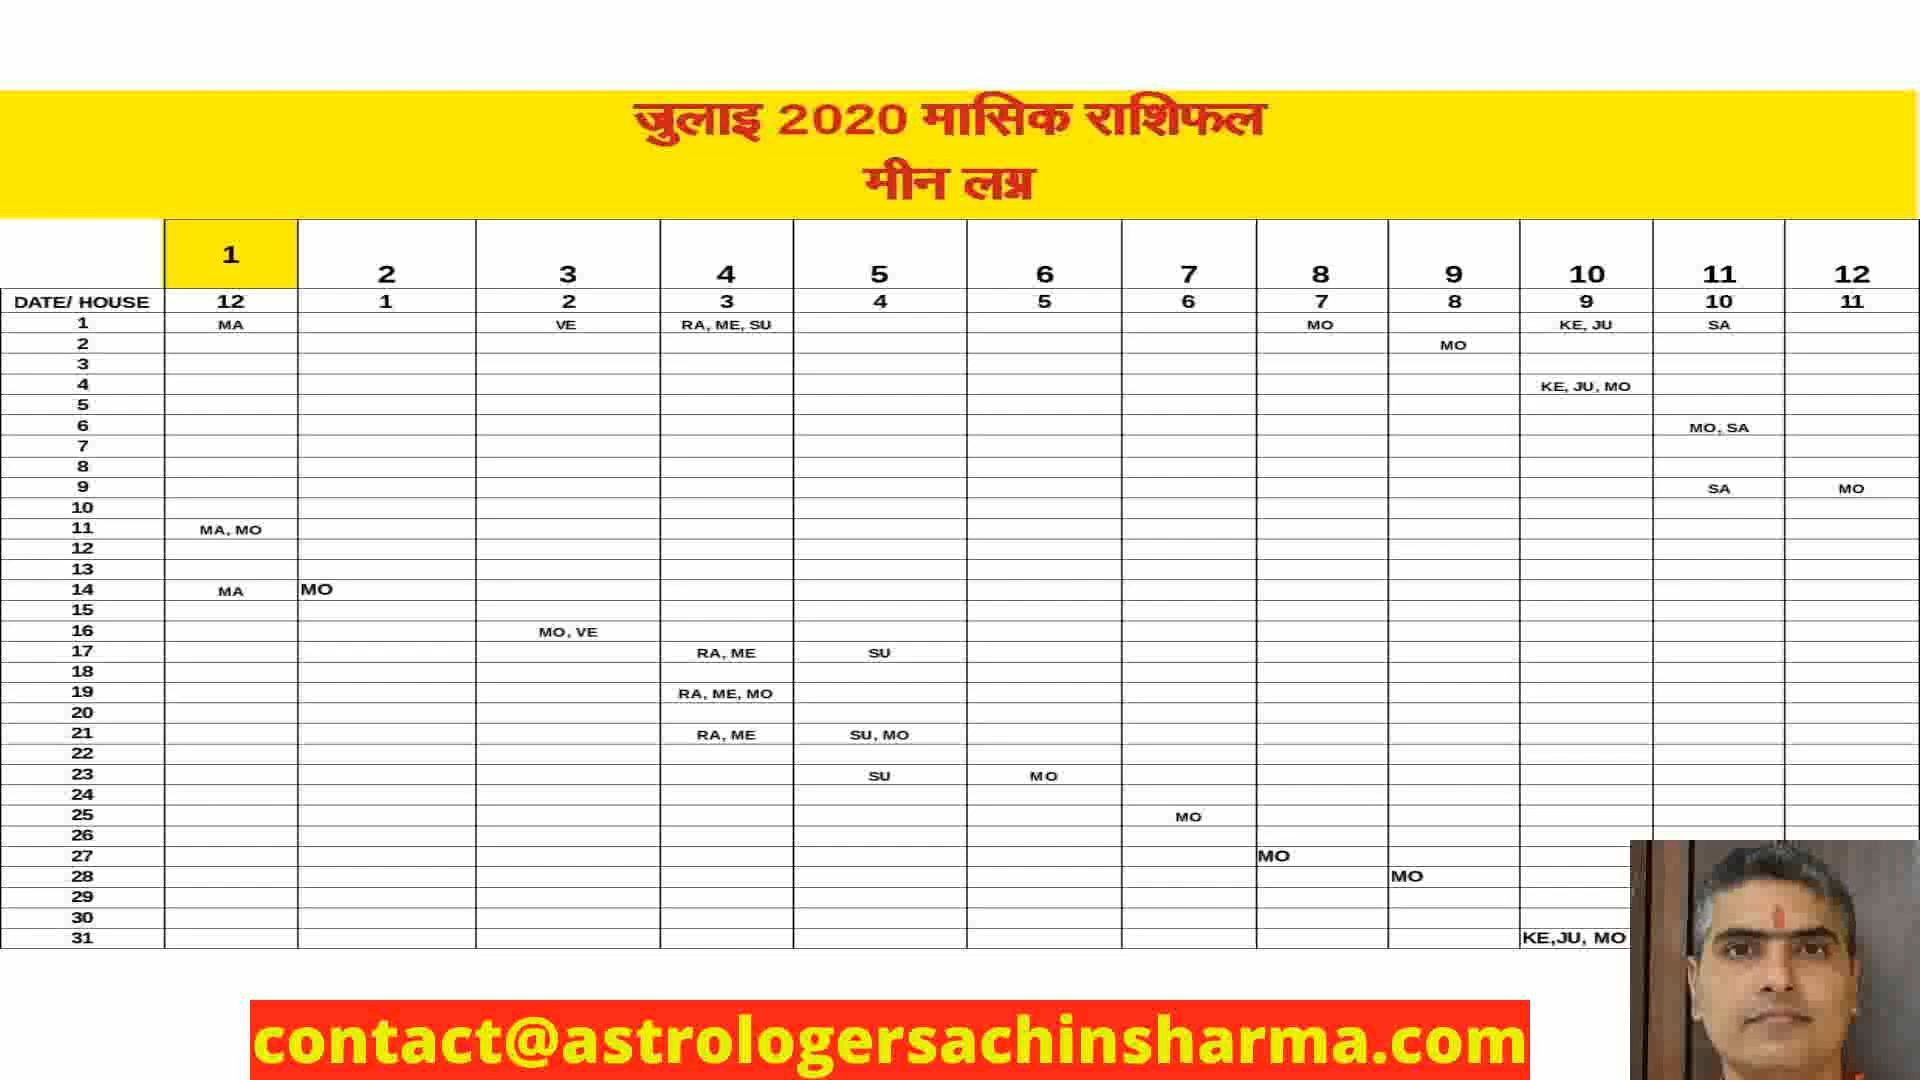 जुलाइ 2020 मासिक राशिफल
मीन लग्न
1 2 3 4 5 6 7 8 9 10 11 12
DATE/ HOUSE 12 1 2 3 4 5 6 7 8 9 10 11
1 MA VE RA, ME, SU MO KE, JU SA
2 MO
3
4 KE, JU, MO
5
6 MO, SA
7
8
9 SA MO
10
11 MA, MO
12
13
14 MA MO
15
16 MO, VE
17 RA, ME SU
18
19 RA, ME, MO
20
21 RA, ME SU, MO
22
23 SU MO
24
25 MO
26
27 MO
28 MO
29
30
31 KE,JU, MO
contact@astrologersachinsharma.com